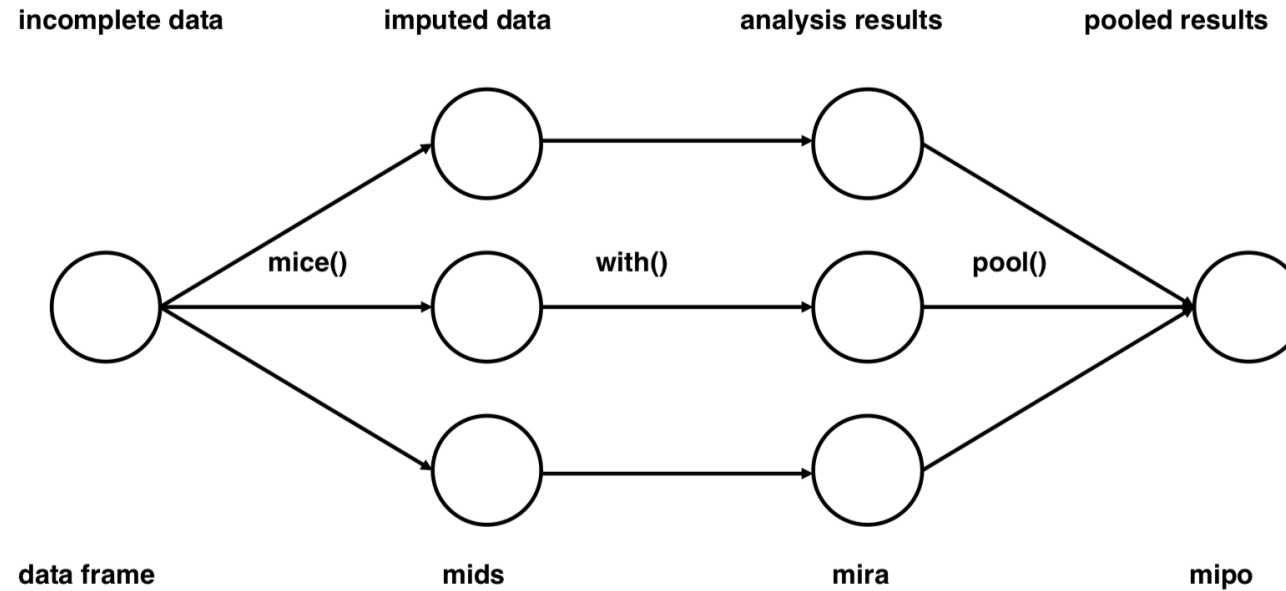 incomplete data imputed data analysis results pooled results
mice() with() pool()
data frame mids mira mipo